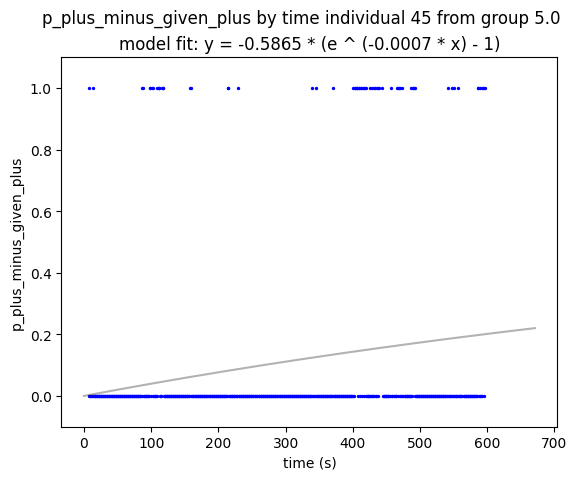 p_plus_minus_given_plus by time individual 45 from group 5.0
model fit: y = -0.5865 * (e ^ (-0.0007 * x) - 1)
1.0
0.8
0.6
0.4
0.2
0.0
p_plus_minus_given_plus
0 100 200 300 400 500 600 700
time (s)